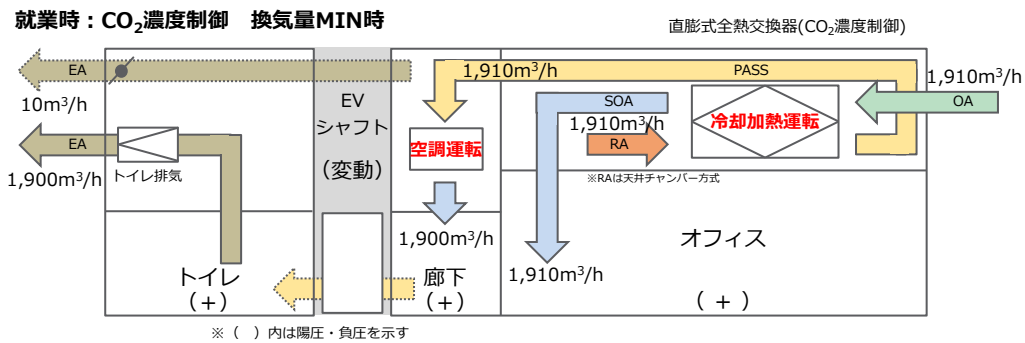 就業時：CO2濃度制御　換気量MIN時
直膨式全熱交換器(CO2濃度制御)
EA
1,910m3/h
PASS
1,910m3/h
10m3/h
EV
シャフト
（変動）
SOA
OA
1,910m3/h
冷却加熱運転
EA
空調運転
RA
1,900m3/h
トイレ排気
※RAは天井チャンバー方式
1,900m3/h
オフィス
1,910m3/h
トイレ
（＋）
廊下
（＋）
（ ＋ ）
※（　）内は陽圧・負圧を示す